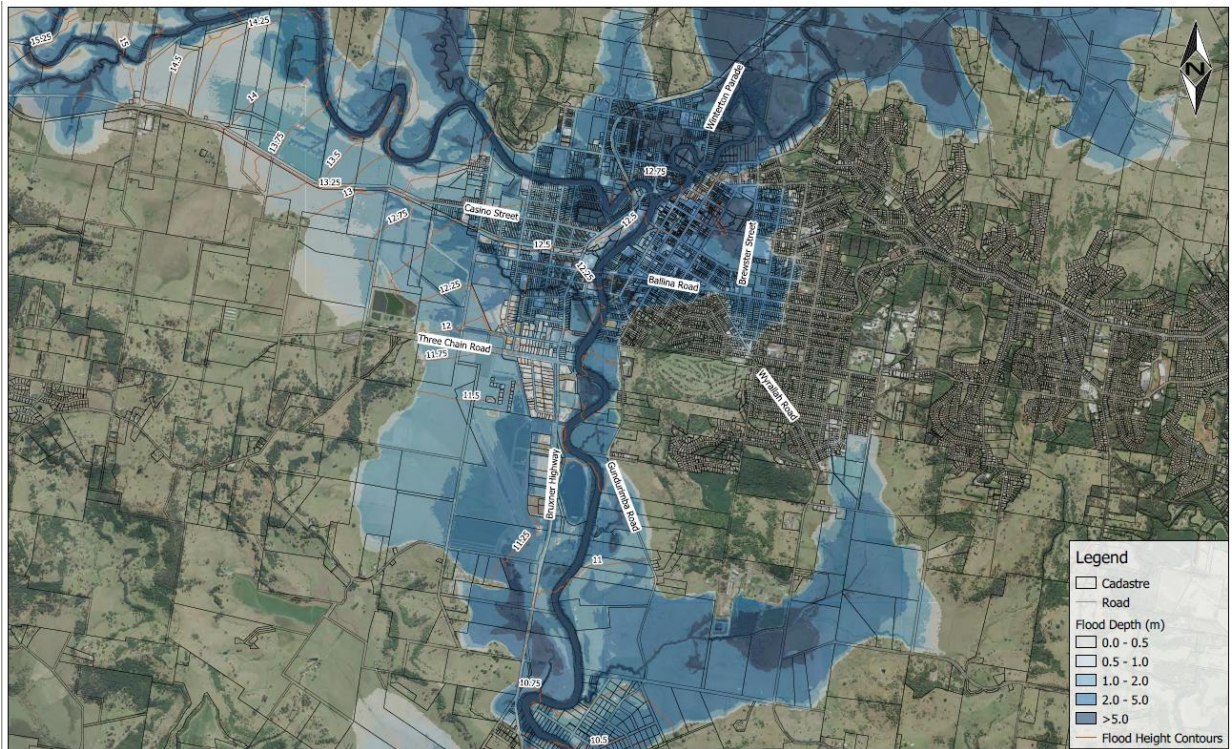 14.25
15.25
15
14.5
14
13.75
13.5
13.25
13
12.75
Winterton Parade
12.75
Casino Street
12.5
12.5
12.25
Brewster Street
Ballina Road
12.25
12
Three Chain Road
11.75
11.5
Wyrallah Road
Bruxner Highway
Gundurimba Road
11.25
11
10.75
10.5
N
Legend
Cadastre
Road
Flood Depth (m)
0.0 - 0.5
0.5 - 1.0
1.0 - 2.0
2.0 - 5.0
>5.0
Flood Height Contours